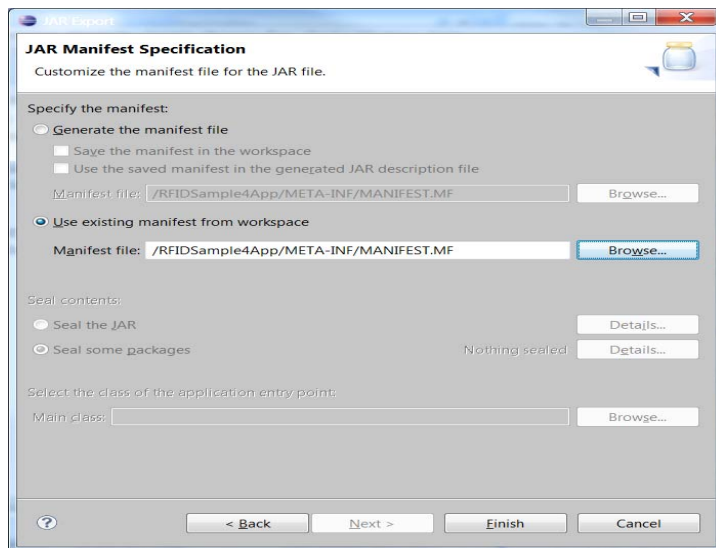 JAR Export
JAR Manifest Specification
Customize the manifest file for the JAR file.
Specify the manifest:
Generate the manifest file
Save the manifest in the workspace
Use the saved manifest in the generated JAR description file
Manifest file: /RFIDSample4App/META-INF/MANIFEST.MF Browse...
Use existing manifest from workspace
Manifest file: /RFIDSample4App/META-INF/MANIFEST.MF Browse...
Seal contents:
Seal the JAR Details...
Seal some packages Nothing sealed Details...
Select the class of the application entry point:
Main class: Browse...
? < Back Next > Finish Cancel